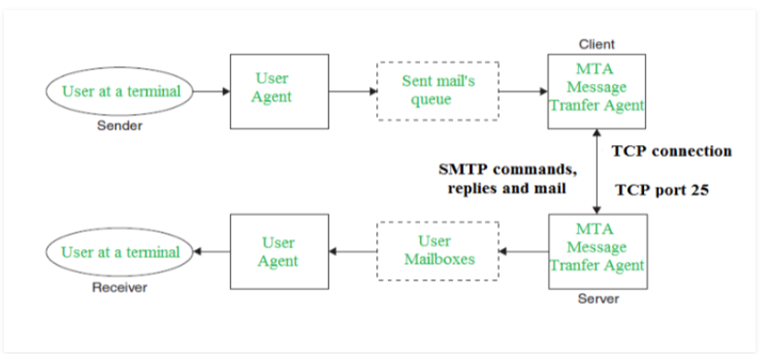 Client
User at a terminal
Sender
User
Agent
Sent mail's
queue
MTA
Message
Tranfer Agent
TCP connection
SMTP commands,
replies and mail
TCP port 25
User at a terminal
Receiver
User
Agent
User
Mailboxes
MTA
Message
Tranfer Agent
Server